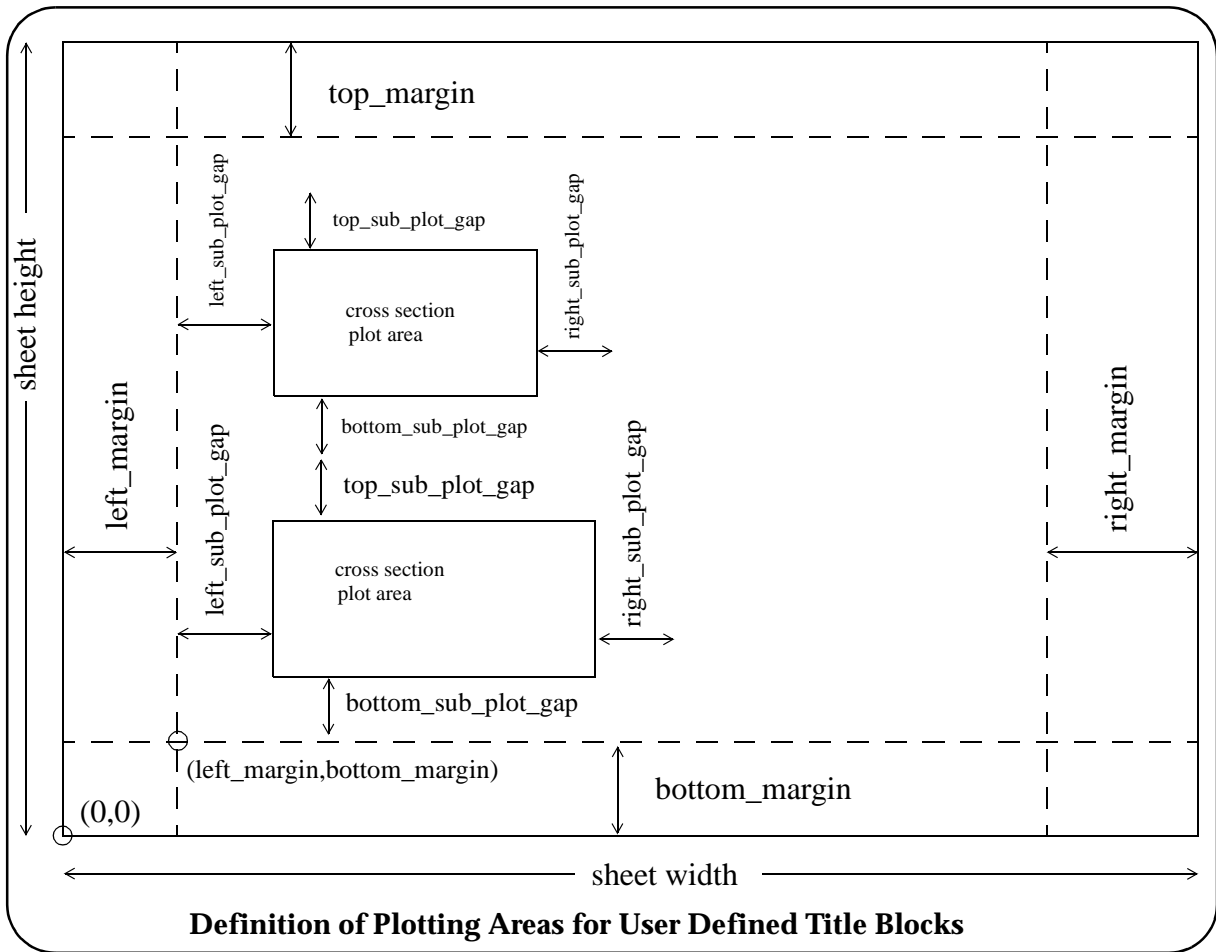 top_margin
left_sub_plot_gap
top_sub_plot_gap
right_sub_plot_gap
sheet height
cross section
plot area
bottom_sub_plot_gap
left_margin
left_sub_plot_gap
top_sub_plot_gap
right_sub_plot_gap
right_margin
cross section
plot area
bottom_sub_plot_gap
(left_margin,bottom_margin)
bottom_margin
(0,0)
sheet width
Definition of Plotting Areas for User Defined Title Blocks